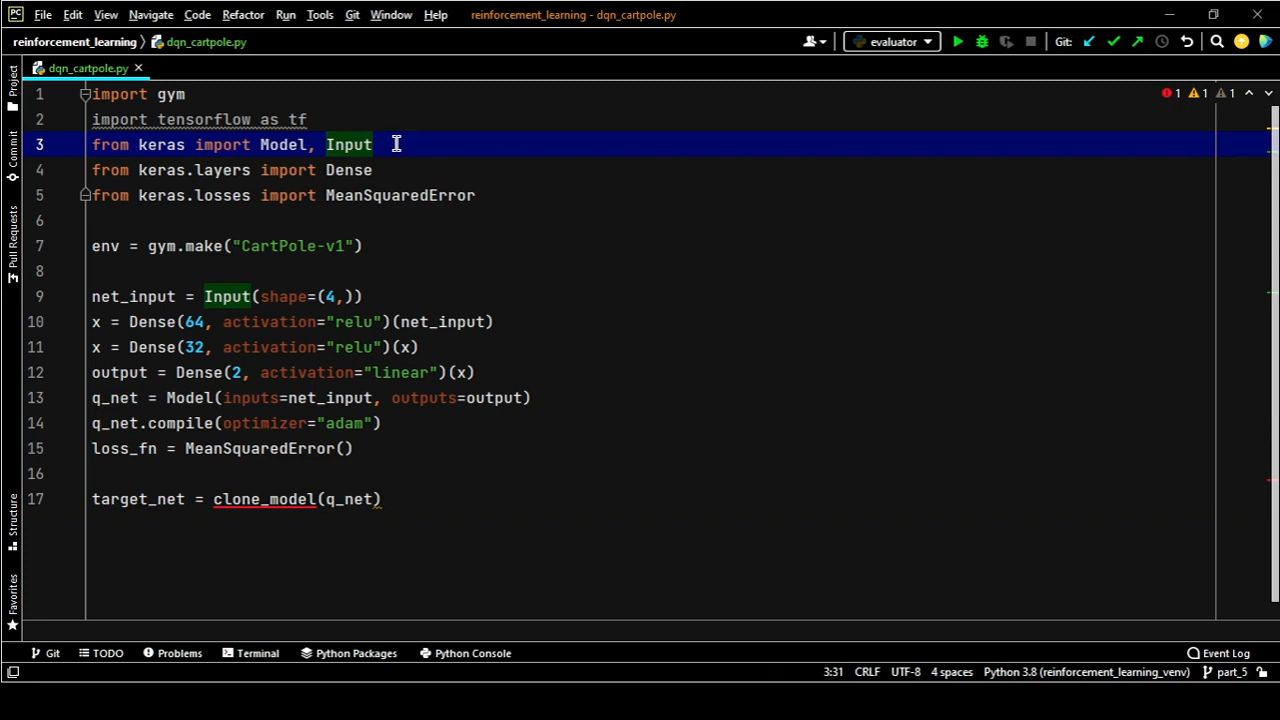 PC File Edit View Navigate Code Refactor Run Tools Git Window Help reinforcement_learning - dqn_cartpole.py
reinforcement_learning dqn_cartpole.py evaluator Git:
dqn_cartpole.py
1 import gym 1 1 1
2 import tensorflow as tf
3 from keras import Model, Input
4 from keras.layers import Dense
5 from keras.losses import MeanSquaredError
6
7 env = gym.make("CartPole-v1")
8
9 net_input = Input(shape=(4,))
10 x = Dense(64, activation="relu")(net_input)
11 x = Dense(32, activation="relu")(x)
12 output = Dense(2, activation="linear")(x)
13 q_net = Model(inputs=net_input, outputs=output)
14 q_net.compile(optimizer="adam")
15 loss_fn = MeanSquaredError()
16
17 target_net = clone_model(q_net)
Project
Commit
Pull Requests
Structure
Favorites
Git TODO Problems Terminal Python Packages Python Console Event Log
3:31 CRLF UTF-8 4 spaces Python 3.8 (reinforcement_learning_venv) part_5